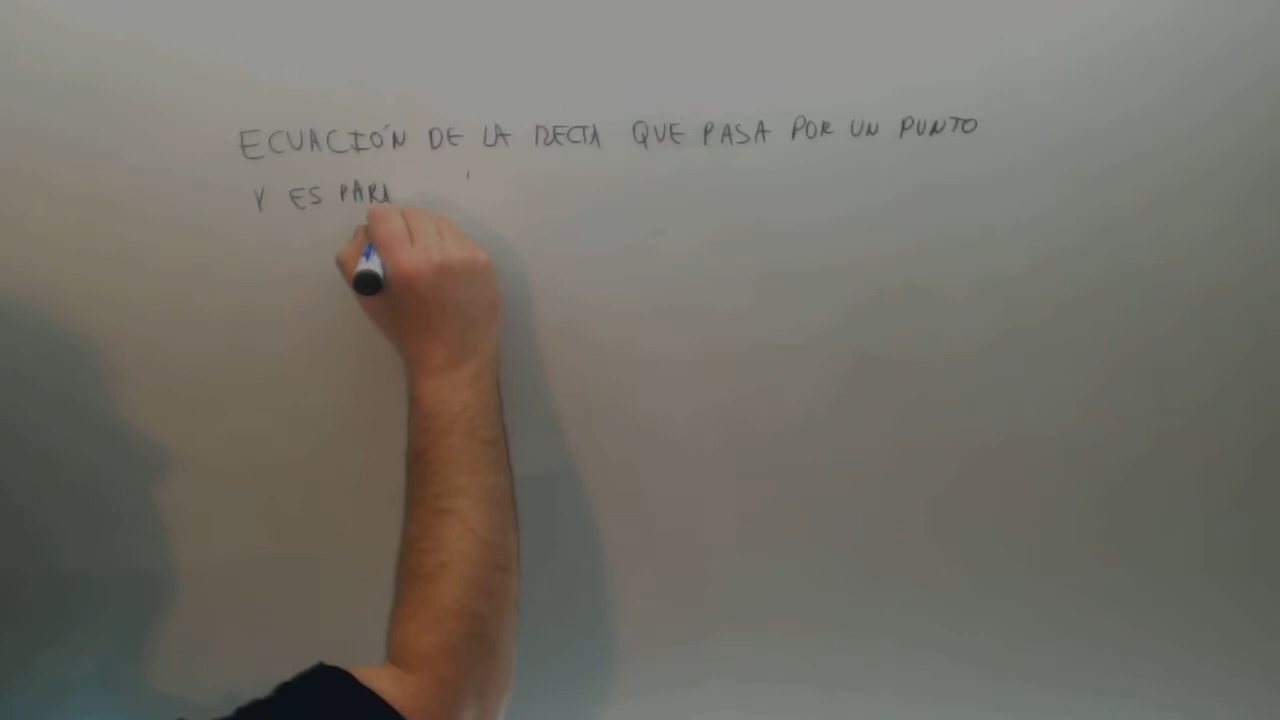 ECUACIÓN DE LA RECTA QUE PASA POR UN PUNTO
Y ES PARA